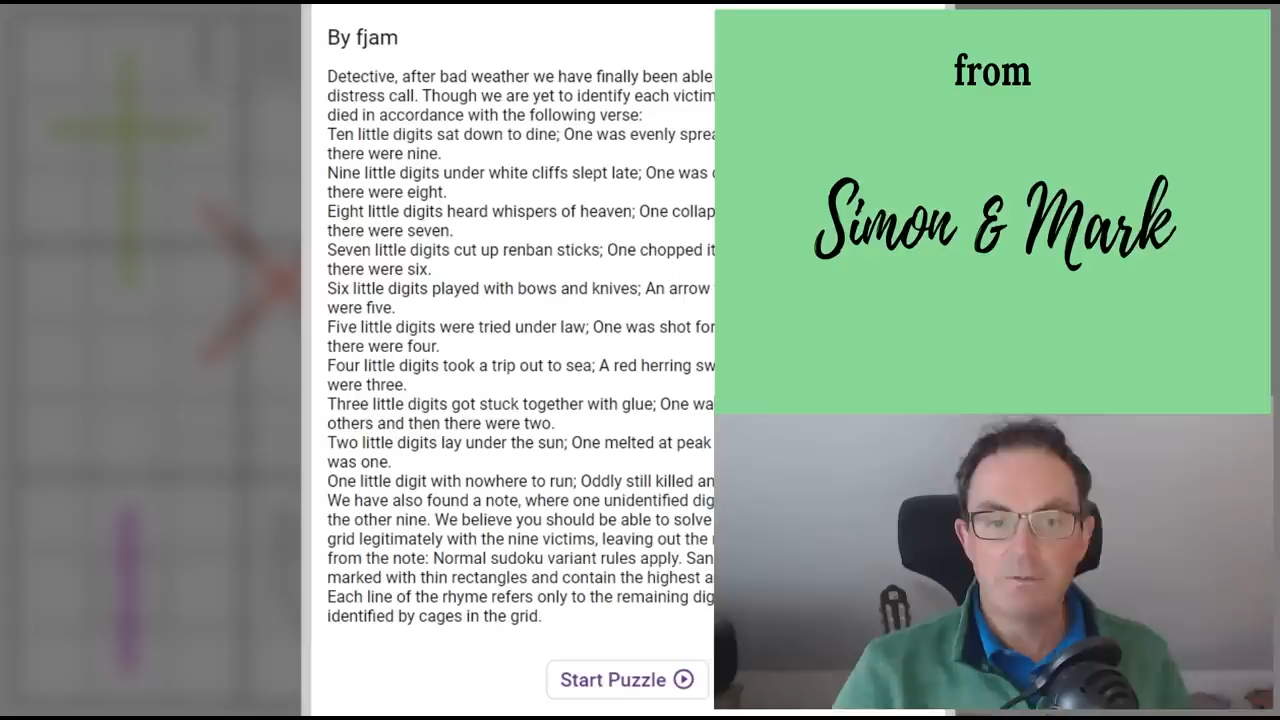 By fjam
Detective, after bad weather we have finally been able
distress call. Though we are yet to identify each victim
died in accordance with the following verse:
Ten little digits sat down to dine; One was evenly sprea
there were nine.
Nine little digits under white cliffs slept late; One was
there were eight.
Eight little digits heard whispers of heaven; One collap
there were seven.
Seven little digits cut up renban sticks; One chopped it
there were six.
Six little digits played with bows and knives; An arrow
were five.
Five little digits were tried under law; One was shot for
there were four.
Four little digits took a trip out to sea; A red herring sw
were three.
Three little digits got stuck together with glue; One wa
others and then there were two.
Two little digits lay under the sun; One melted at peak
was one.
One little digit with nowhere to run; Oddly still killed an
We have also found a note, where one unidentified dig
the other nine. We believe you should be able to solve
grid legitimately with the nine victims, leaving out the
from the note: Normal sudoku variant rules apply. San
marked with thin rectangles and contain the highest a
Each line of the rhyme refers only to the remaining dig
identified by cages in the grid.
Start Puzzle
from
Simon & Mark